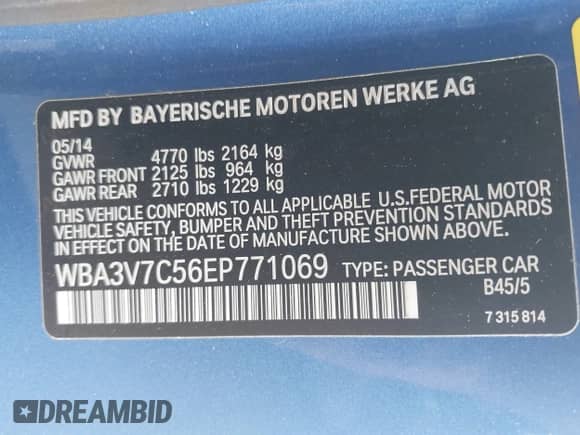 MFD BY BAYERISCHE MOTOREN WERKE AG
05/14
GVWR 4770 lbs 2164 kg
GAWR FRONT 2125 lbs 964 kg
GAWR REAR 2710 lbs 1229 kg
THIS VEHICLE CONFORMS TO ALL APPLICABLE U.S.FEDERAL MOTOR
VEHICLE SAFETY, BUMPER AND THEFT PREVENTION STANDARDS
IN EFFECT ON THE DATE OF MANUFACTURE SHOWN ABOVE.
WBA3V7C56EP771069 TYPE: PASSENGER CAR
B45/5
7 315 814
DREAMBID